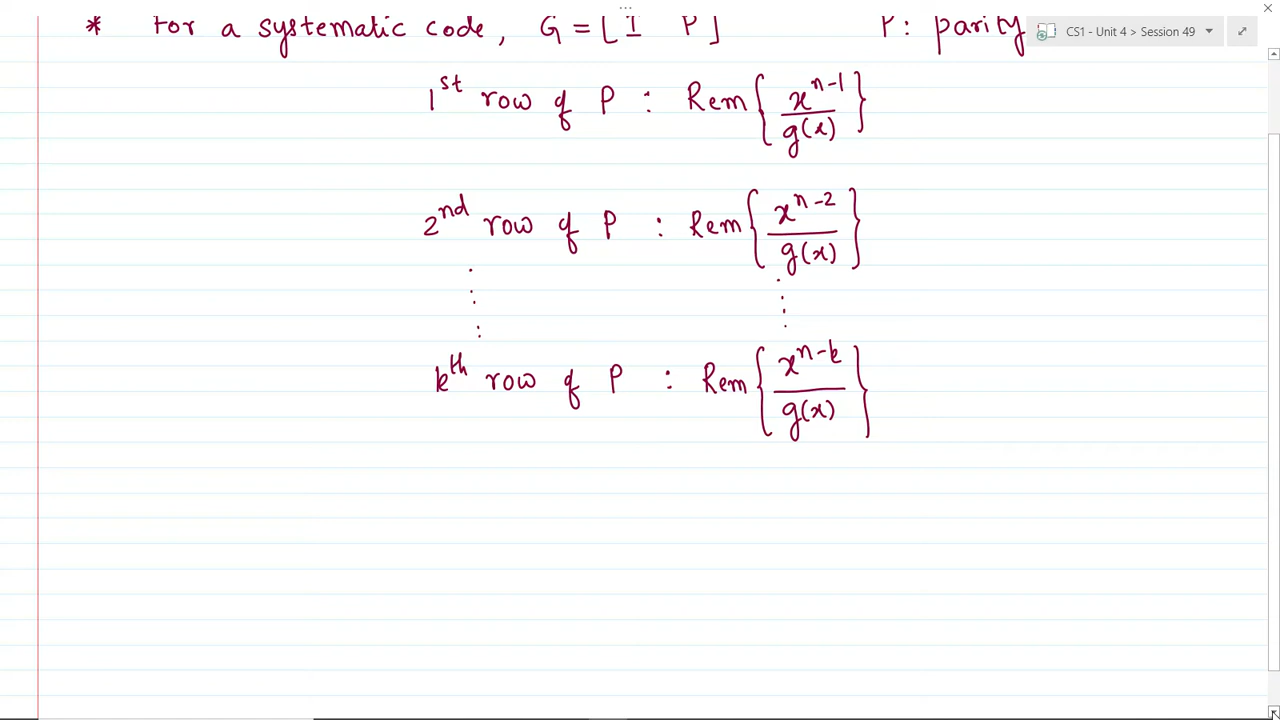 * For a systematic code, G = [I P] P: parity
CS1 - Unit 4 > Session 49
1st row of P : Rem{x^(n-1)/g(x)}
2nd row of P : Rem{x^(n-2)/g(x)}
⋮ ⋮
kth row of P : Rem{x^(n-k)/g(x)}